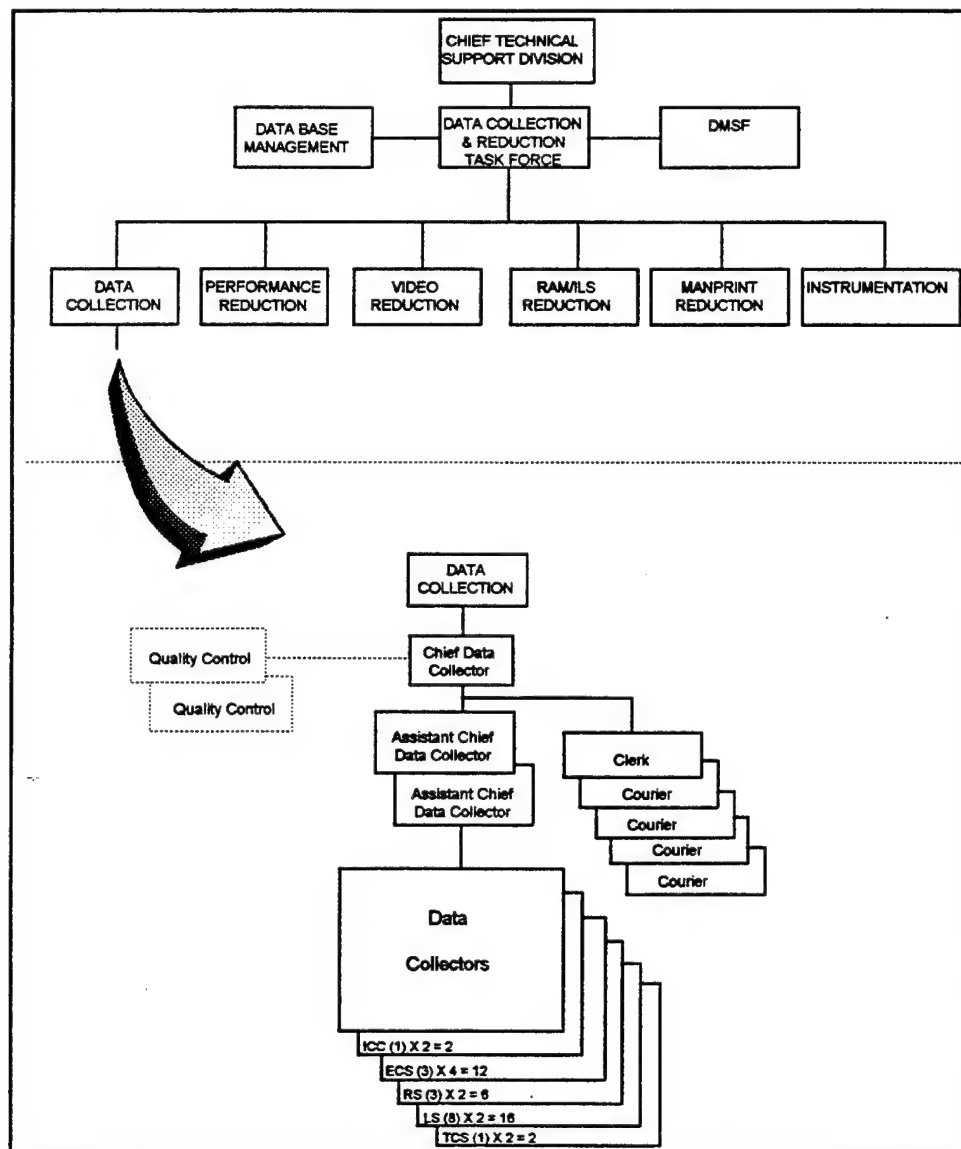 CHIEF TECHNICAL
SUPPORT DIVISION
DATA BASE
MANAGEMENT
DATA COLLECTION
& REDUCTION
TASK FORCE
DMSF
DATA
COLLECTION
PERFORMANCE
REDUCTION
VIDEO
REDUCTION
RAM/ILS
REDUCTION
MANPRINT
REDUCTION
INSTRUMENTATION
DATA
COLLECTION
Quality Control
Quality Control
Chief Data
Collector
Assistant Chief
Data Collector
Assistant Chief
Data Collector
Clerk
Courier
Courier
Courier
Courier
Data
Collectors
ICC (1) X 2 = 2
ECS (3) X 4 = 12
RS (3) X 2 = 6
LS (8) X 2 = 16
TCS (1) X 2 = 2